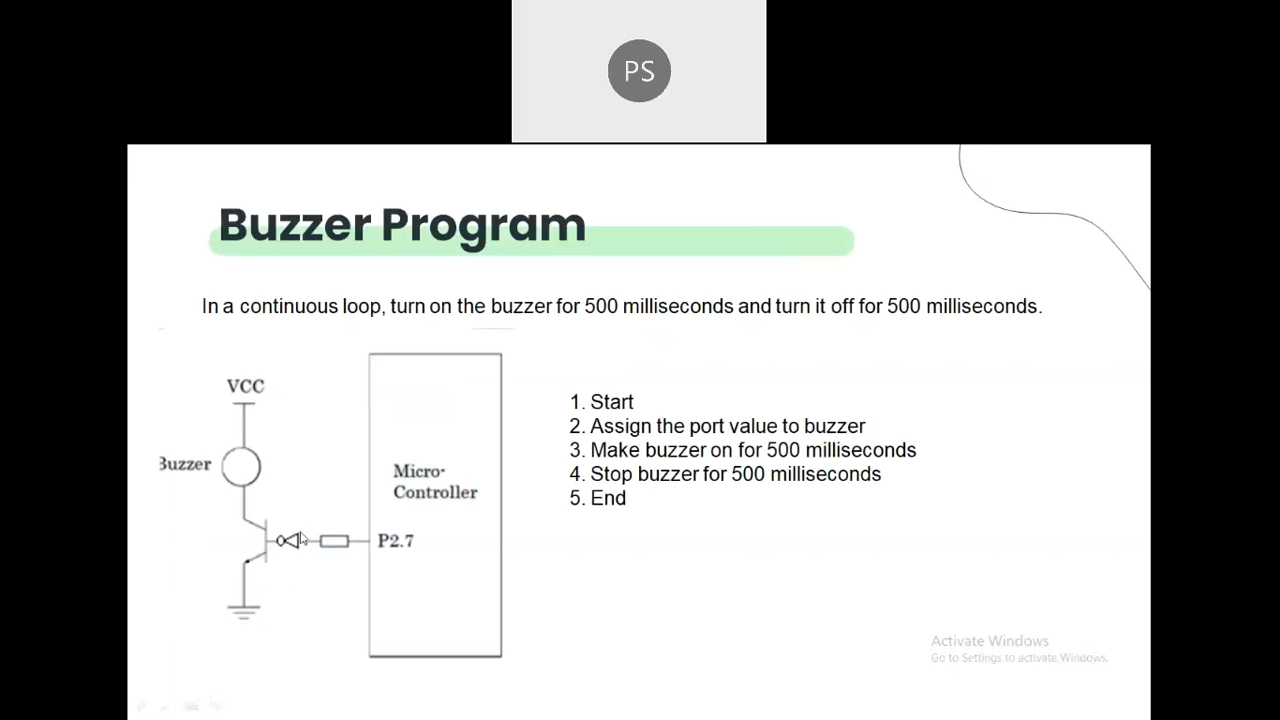 PS
Buzzer Program
In a continuous loop, turn on the buzzer for 500 milliseconds and turn it off for 500 milliseconds.
VCC
Buzzer
Micro-
Controller
P2.7
1. Start
2. Assign the port value to buzzer
3. Make buzzer on for 500 milliseconds
4. Stop buzzer for 500 milliseconds
5. End
Activate Windows
Go to Settings to activate Windows.